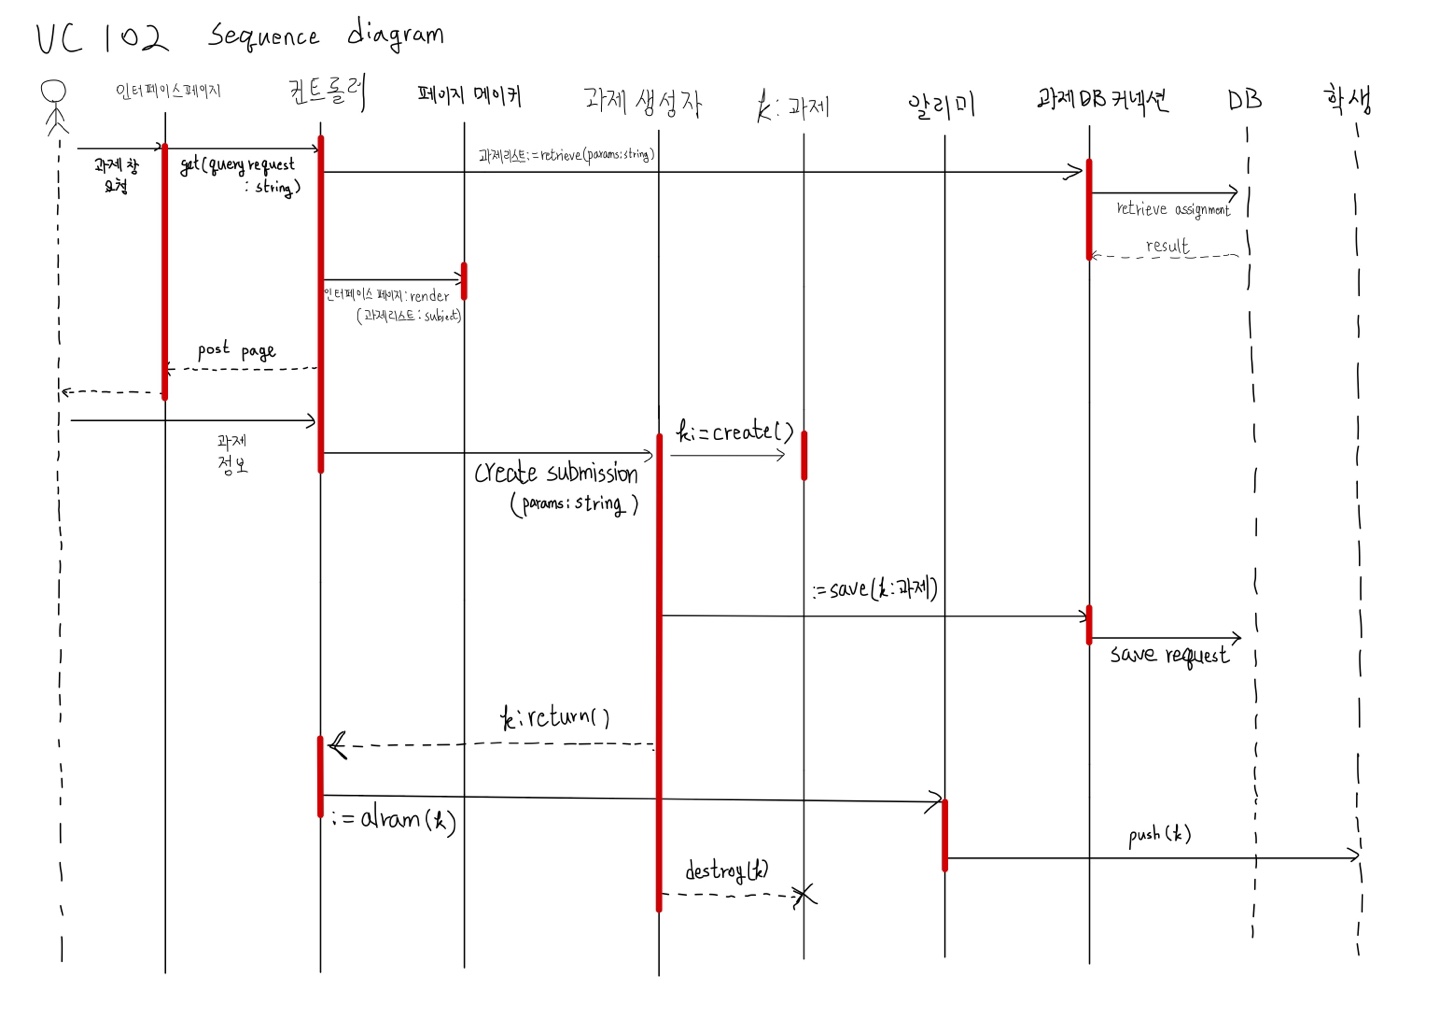 UC 102 Sequence diagram
인터페이스페이지
컨트롤러
페이지 메이커
과제 생성자
k: 과제
알리미
과제 DB 커넥션
DB
학생
과제 창
요청
get(query request
: string)
과제리스트:=retrieve(params:string)
retrieve assignment
result
인터페이스 페이지:render
(과제리스트: subject)
post page
과제
정보
k:=create()
create submission
(params: string)
:=save(k:과제)
save request
k:return()
:= alram(k)
push(k)
destroy(k)